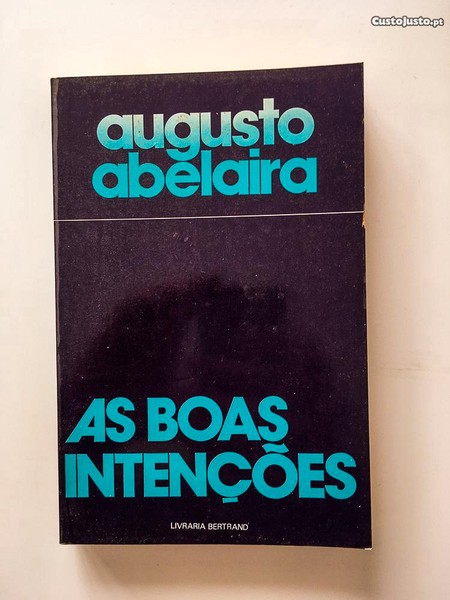 CustoJusto.pt
augusto
abelaira
AS BOAS
INTENÇÕES
LIVRARIA BERTRAND